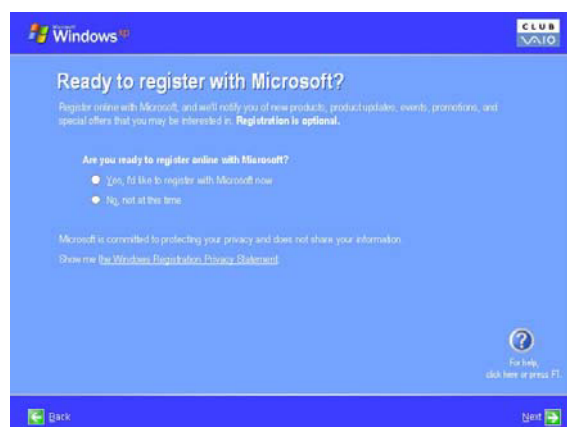 Microsoft
Windows xp
CLUB
VAIO
Ready to register with Microsoft?
Register online with Microsoft, and we'll notify you of new products, product updates, events, promotions, and
special offers that you may be interested in. Registration is optional.
Are you ready to register online with Microsoft?
Yes, I'd like to register with Microsoft now
No, not at this time
Microsoft is committed to protecting your privacy and does not share your information.
Show me the Windows Registration Privacy Statement.
For help,
click here or press F1.
Back
Next